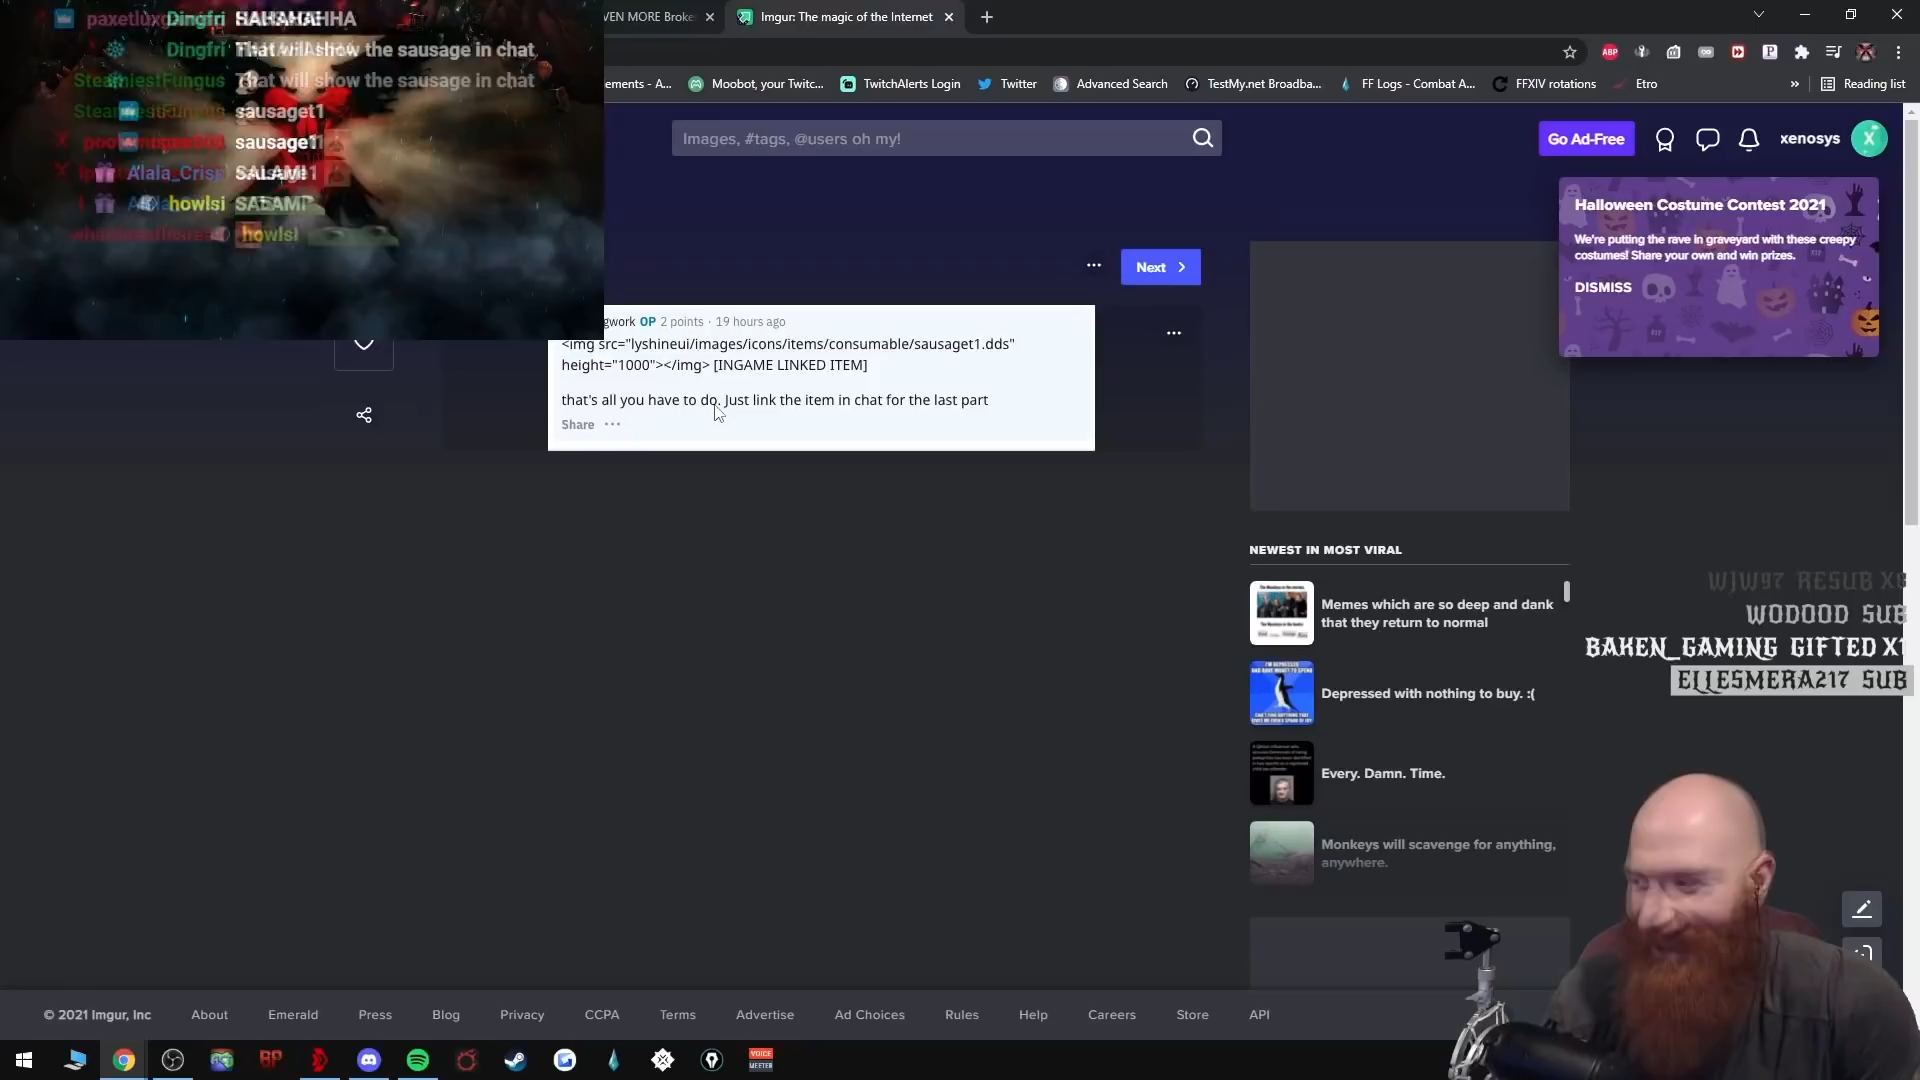 Dingfri HAHAHAHHA
Dingfri That will show the sausage in chat
SteamiestFungus That will show the sausage in chat
SteamiestFungus sausaget1
sausaget1
Alala_Crisp
howlsi SALAMI
howlsi
VEN MORE Broke
Imgur: The magic of the Internet
ements - A...
Moobot, your Twitc...
TwitchAlerts Login
Twitter
Advanced Search
TestMy.net Broadba...
FF Logs - Combat A...
FFXIV rotations
Etro
»
Reading list
ABP
Images, #tags, @users oh my!
Go Ad-Free
xenosys
X
Halloween Costume Contest 2021
We're putting the rave in graveyard with these creepy
costumes! Share your own and win prizes.
DISMISS
Next
gwork OP 2 points · 19 hours ago
<img src="lyshineui/images/icons/items/consumable/sausaget1.dds"
height="1000"></img> [INGAME LINKED ITEM]
that's all you have to do. Just link the item in chat for the last part
Share ···
NEWEST IN MOST VIRAL
Memes which are so deep and dank
that they return to normal
Depressed with nothing to buy. :(
Every. Damn. Time.
Monkeys will scavenge for anything,
anywhere.
WJW97 RESUB X
WODOOD SUB
BAKEN_GAMING GIFTED X1
ELLESMERA217 SUB
© 2021 Imgur, Inc
About
Emerald
Press
Blog
Privacy
CCPA
Terms
Advertise
Ad Choices
Rules
Help
Careers
Store
API
BP
VOICE
MEETER